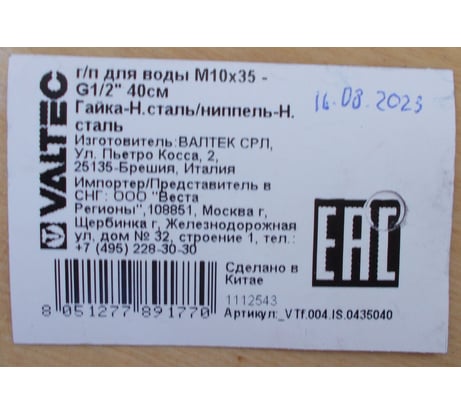 VALTEC
г/п для воды М10х35 -
G1/2" 40см
Гайка-Н.сталь/ниппель-Н.
сталь
16.08.2023
Изготовитель:ВАЛТЕК СРЛ,
Ул. Пьетро Косса, 2,
25135-Брешия, Италия
Импортер/Представитель в
СНГ: ООО "Веста
Регионы",108851, Москва г,
Щербинка г, Железнодорожная
ул, дом № 32, строение 1, тел.:
+7 (495) 228-30-30
EAC
Сделано в
Китае
1112543
Артикул:_VTf.004.IS.0435040
8 051277 891770